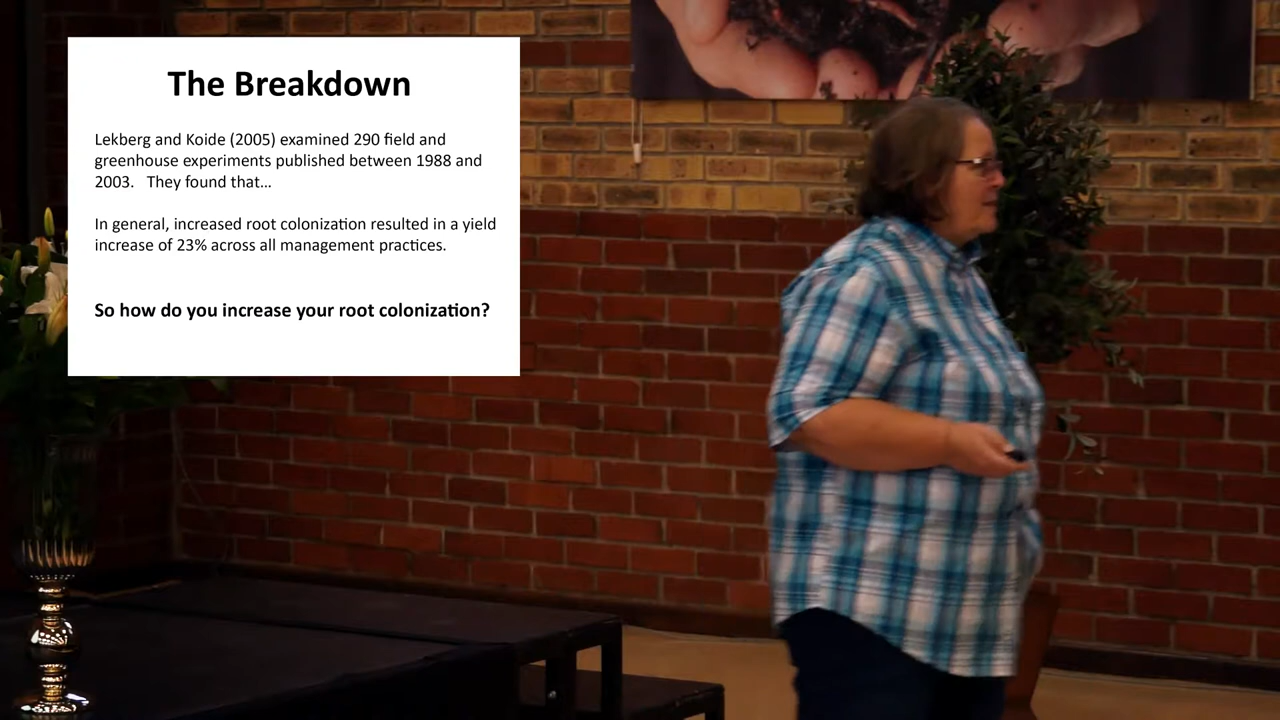 The Breakdown
Lekberg and Koide (2005) examined 290 field and
greenhouse experiments published between 1988 and
2003.   They found that...
In general, increased root colonization resulted in a yield
increase of 23% across all management practices.
So how do you increase your root colonization?